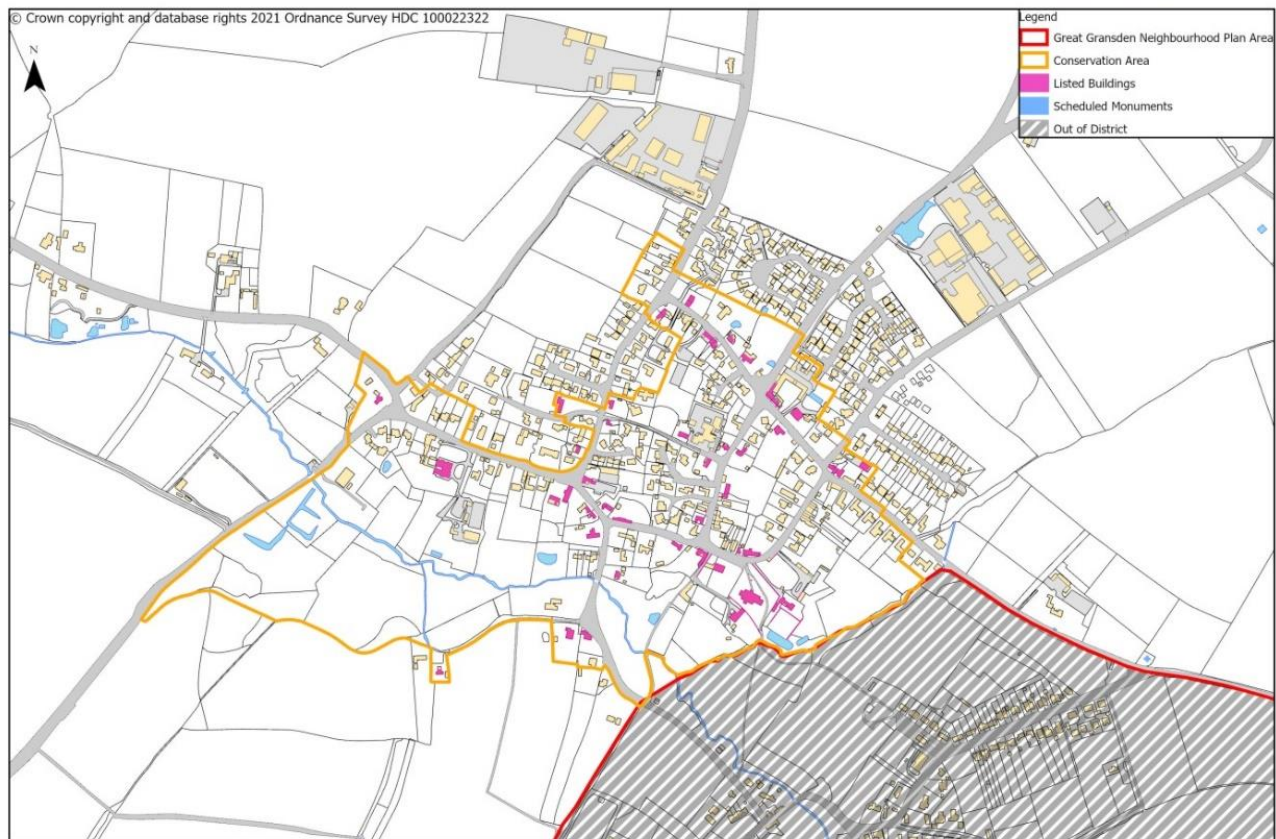 © Crown copyright and database rights 2021 Ordnance Survey HDC 100022322
N
Legend
Great Gransden Neighbourhood Plan Area
Conservation Area
Listed Buildings
Scheduled Monuments
Out of District